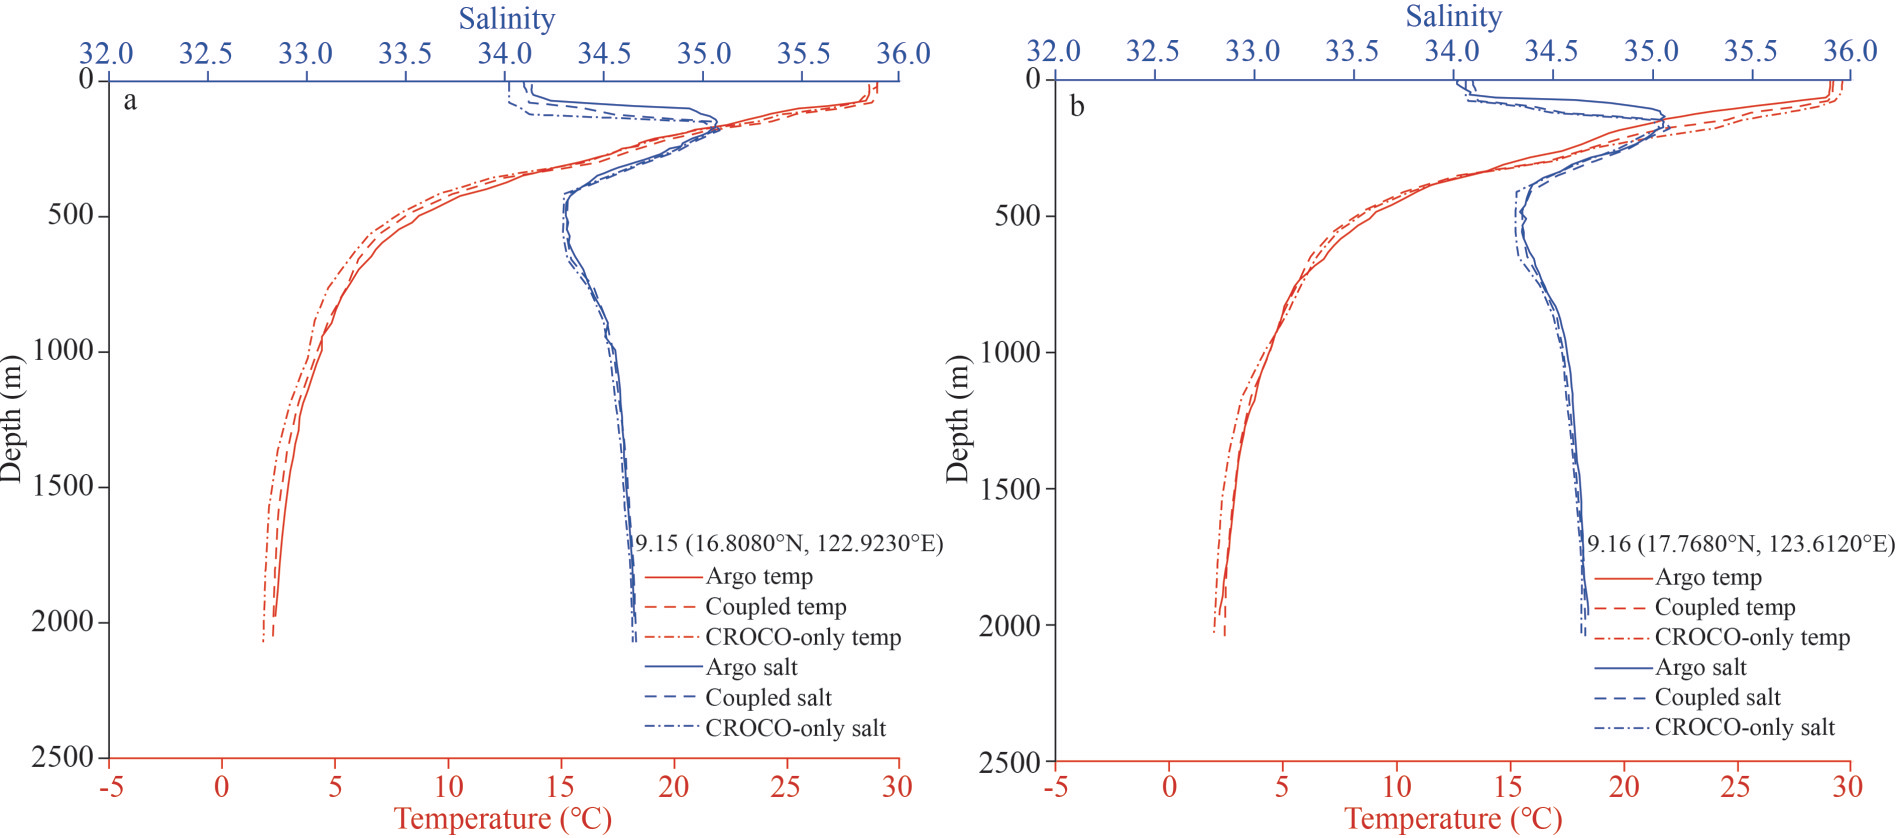 Salinity
32.0 32.5 33.0 33.5 34.0 34.5 35.0 35.5 36.0
0
a
500
1000
1500
2000
2500
Depth (m)
9.15 (16.8080°N, 122.9230°E)
Argo temp
Coupled temp
CROCO-only temp
Argo salt
Coupled salt
CROCO-only salt
-5 0 5 10 15 20 25 30
Temperature (℃)
Salinity
32.0 32.5 33.0 33.5 34.0 34.5 35.0 35.5 36.0
0
b
500
1000
1500
2000
2500
Depth (m)
9.16 (17.7680°N, 123.6120°E)
Argo temp
Coupled temp
CROCO-only temp
Argo salt
Coupled salt
CROCO-only salt
-5 0 5 10 15 20 25 30
Temperature (℃)